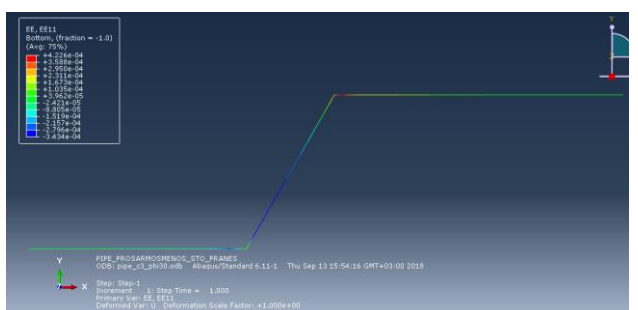 EE, EE11
Bottom, (fraction = -1.0)
(Avg: 75%)
+4.226e-04
+3.588e-04
+2.950e-04
+2.311e-04
+1.673e-04
+1.035e-04
+3.962e-05
-2.421e-05
-8.805e-05
-1.519e-04
-2.157e-04
-2.796e-04
-3.434e-04
Y
Y
X
PIPE_PROSARMOSMENOS_STO_PRANES
ODB: pipe_c3_phi30.odb Abaqus/Standard 6.11-1 Thu Sep 13 15:54:16 GMT+03:00 2018
Step: Step-1
Increment 1: Step Time = 1.000
Primary Var: EE, EE11
Deformed Var: U Deformation Scale Factor: +1.000e+00